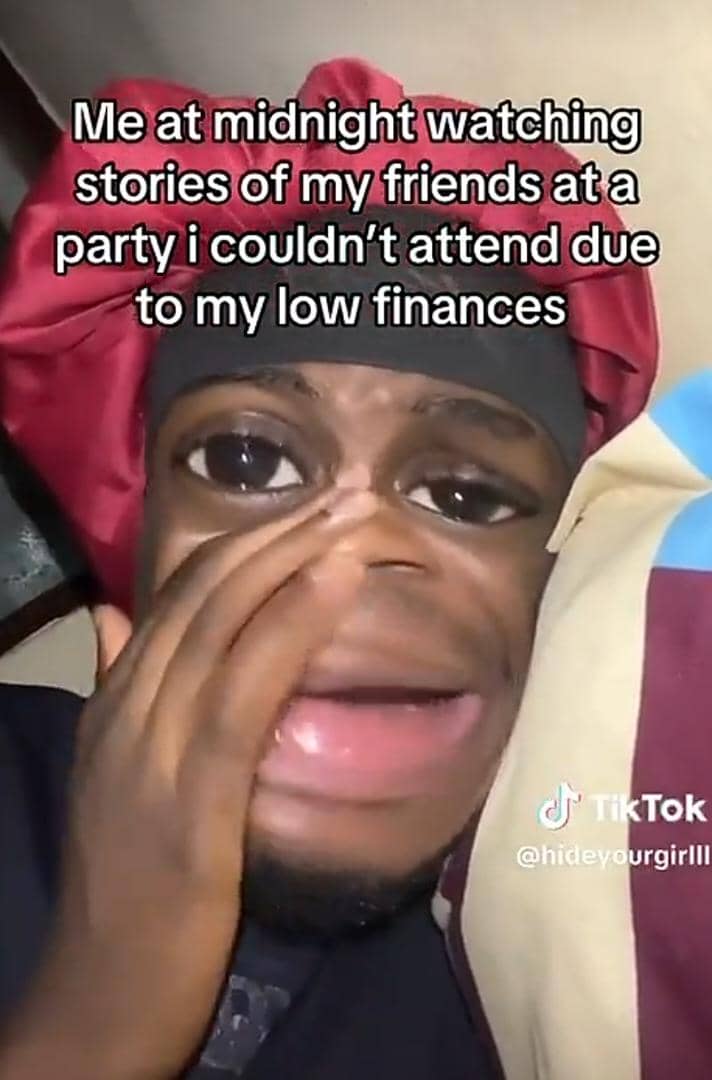 Me at midnight watching
stories of my friends at a
party i couldn't attend due
to my low finances
TikTok
@hideyourgirlll